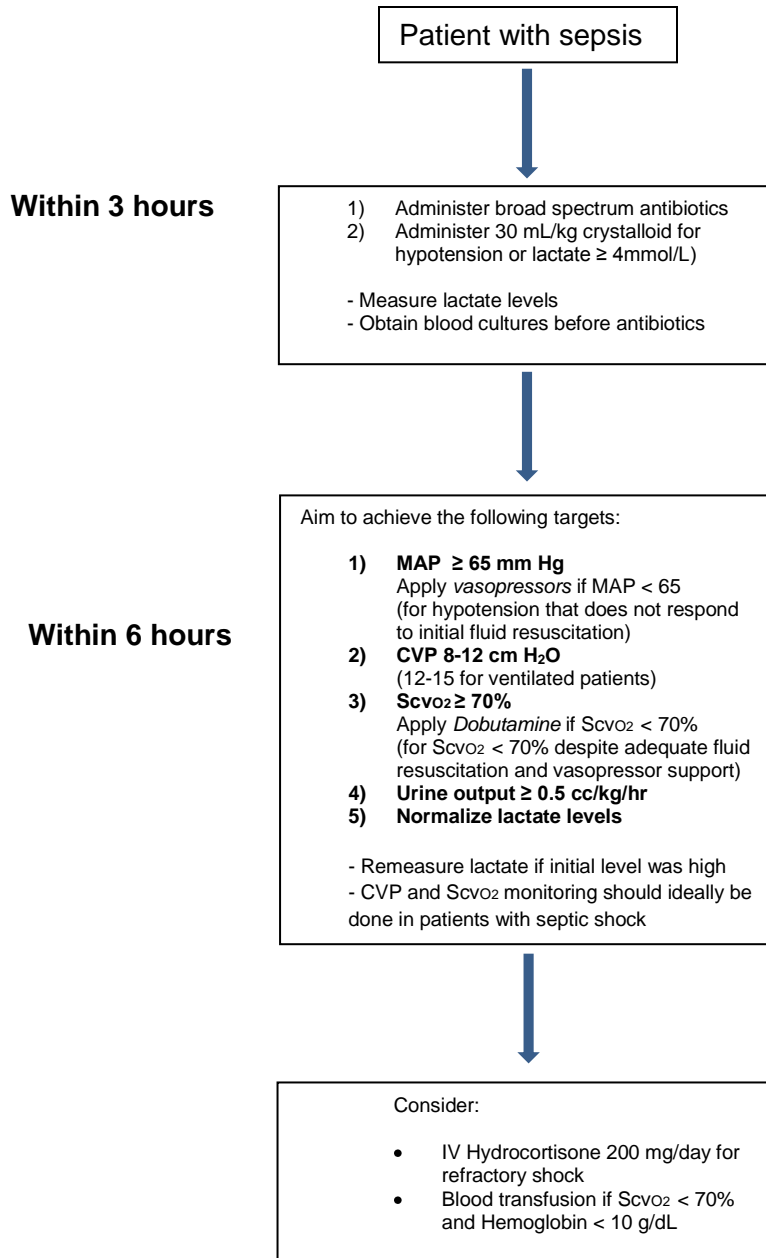 Patient with sepsis
Within 3 hours
1) Administer broad spectrum antibiotics
2) Administer 30 mL/kg crystalloid for
hypotension or lactate ≥ 4mmol/L)
- Measure lactate levels
- Obtain blood cultures before antibiotics
Within 6 hours
Aim to achieve the following targets:
1) MAP ≥ 65 mm Hg
Apply vasopressors if MAP < 65
(for hypotension that does not respond
to initial fluid resuscitation)
2) CVP 8-12 cm H₂O
(12-15 for ventilated patients)
3) ScvO2 ≥ 70%
Apply Dobutamine if ScvO2 < 70%
(for ScvO2 < 70% despite adequate fluid
resuscitation and vasopressor support)
4) Urine output ≥ 0.5 cc/kg/hr
5) Normalize lactate levels
- Remeasure lactate if initial level was high
- CVP and ScvO2 monitoring should ideally be
done in patients with septic shock
Consider:
• IV Hydrocortisone 200 mg/day for
refractory shock
• Blood transfusion if ScvO2 < 70%
and Hemoglobin < 10 g/dL